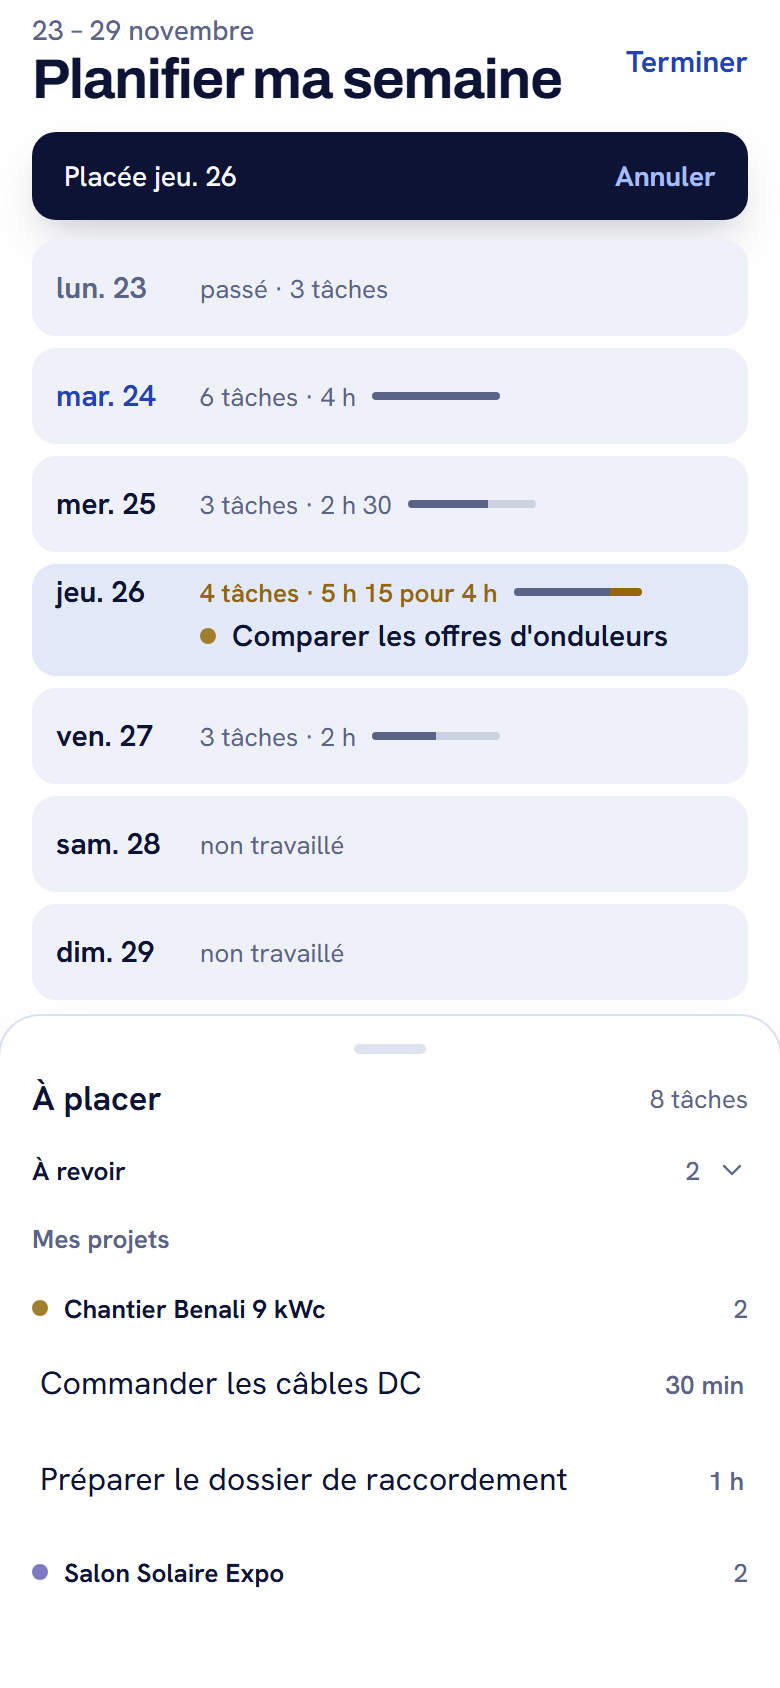 23 – 29 novembre
Planifier ma semaine
Terminer
Placée jeu. 26
Annuler
lun. 23 passé · 3 tâches
mar. 24 6 tâches · 4 h
mer. 25 3 tâches · 2 h 30
jeu. 26 4 tâches · 5 h 15 pour 4 h
Comparer les offres d'onduleurs
ven. 27 3 tâches · 2 h
sam. 28 non travaillé
dim. 29 non travaillé
À placer 8 tâches
À revoir 2
Mes projets
Chantier Benali 9 kWc 2
Commander les câbles DC 30 min
Préparer le dossier de raccordement 1 h
Salon Solaire Expo 2